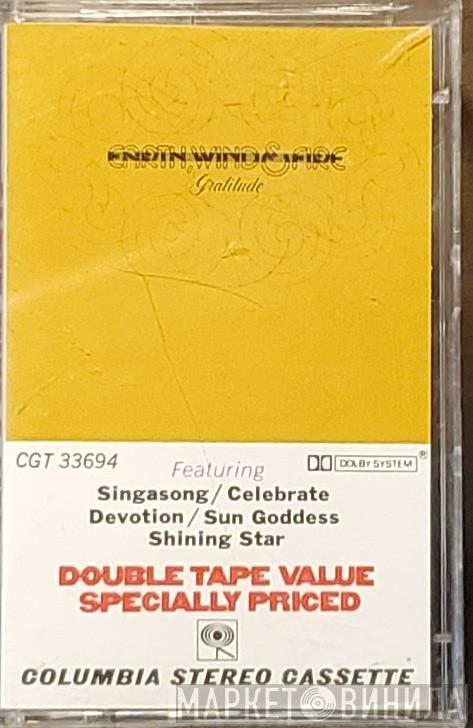 EARTH, WIND & FIRE
Gratitude
CGT 33694
Featuring
DOLBY SYSTEM®
Singasong/Celebrate
Devotion/Sun Goddess
Shining Star
DOUBLE TAPE VALUE
SPECIALLY PRICED
COLUMBIA STEREO CASSETTE
МАРКЕТ ВИНИЛА